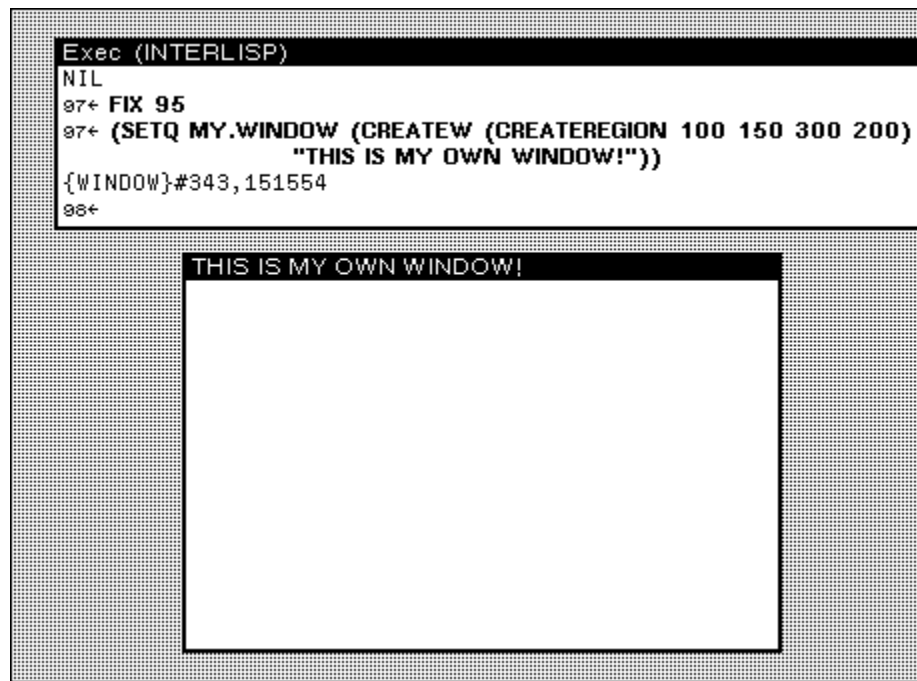 Exec (INTERLISP)
NIL
97← FIX 95
97← (SETQ MY.WINDOW (CREATEW (CREATEREGION 100 150 300 200)
"THIS IS MY OWN WINDOW!"))
{WINDOW}#343,151554
98←
THIS IS MY OWN WINDOW!